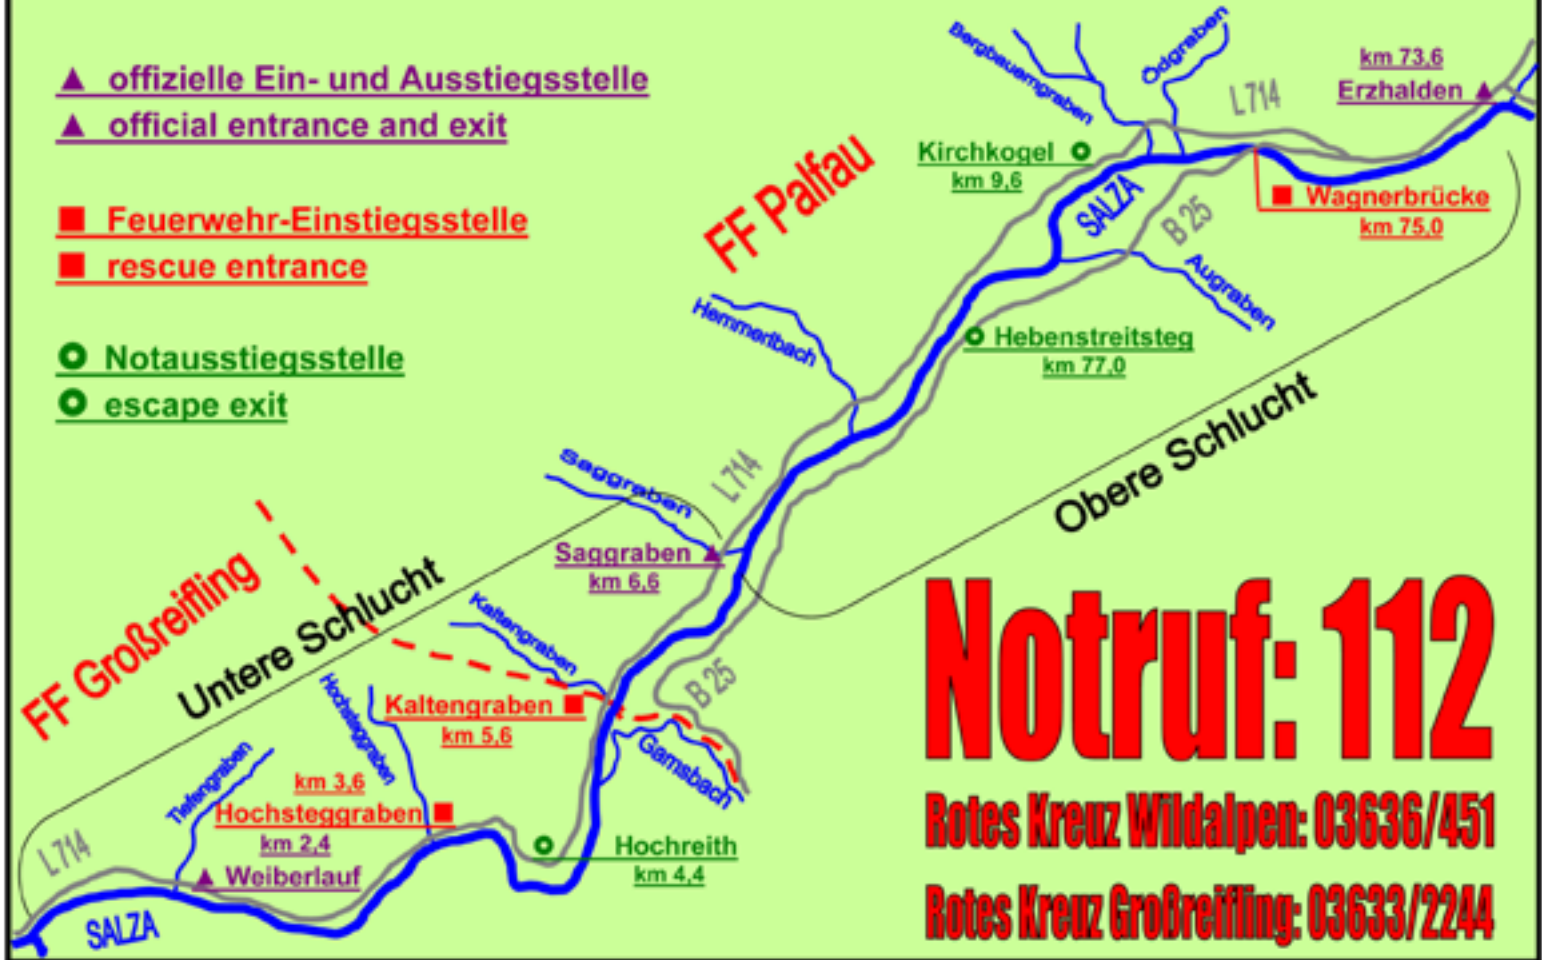 ▲ offizielle Ein- und Ausstiegsstelle
▲ official entrance and exit
■ Feuerwehr-Einstiegsstelle
■ rescue entrance
Notausstiegsstelle
escape exit
Bergbauerngraben
Ödgraben
km 73,6
Erzhalden
L714
Kirchkogel
km 9,6
FF Palfau
SALZA
B 25
Wagnerbrücke
km 75,0
Augraben
Hemmerlbach
Hebenstreitsteg
km 77,0
Obere Schlucht
L714
Saggraben
Saggraben
km 6,6
FF Großreifling
Untere Schlucht
Kaltengraben
Kaltengraben
km 5,6
B 25
Gamsbach
Hochsteggraben
Tiefengraben
km 3,6
Hochsteggraben
km 2,4
Weiberlauf
Hochreith
km 4,4
L714
SALZA
Notruf: 112
Rotes Kreuz Wildalpen: 03636/451
Rotes Kreuz Großreifling: 03633/2244